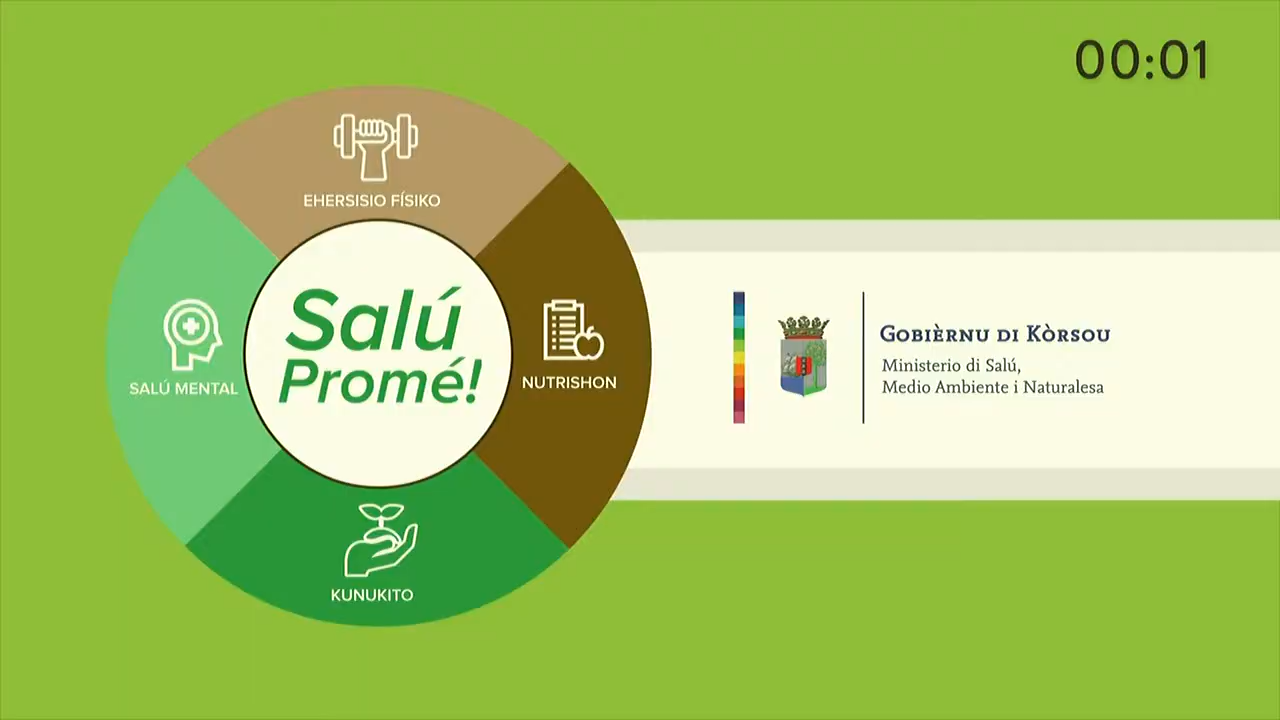 00:01
EHERSISIO FÍSIKO
Salú
Promé!
SALÚ MENTAL
NUTRISHON
KUNUKITO
GOBIÈRNU DI KÒRSOU
Ministerio di Salú,
Medio Ambiente i Naturalesa